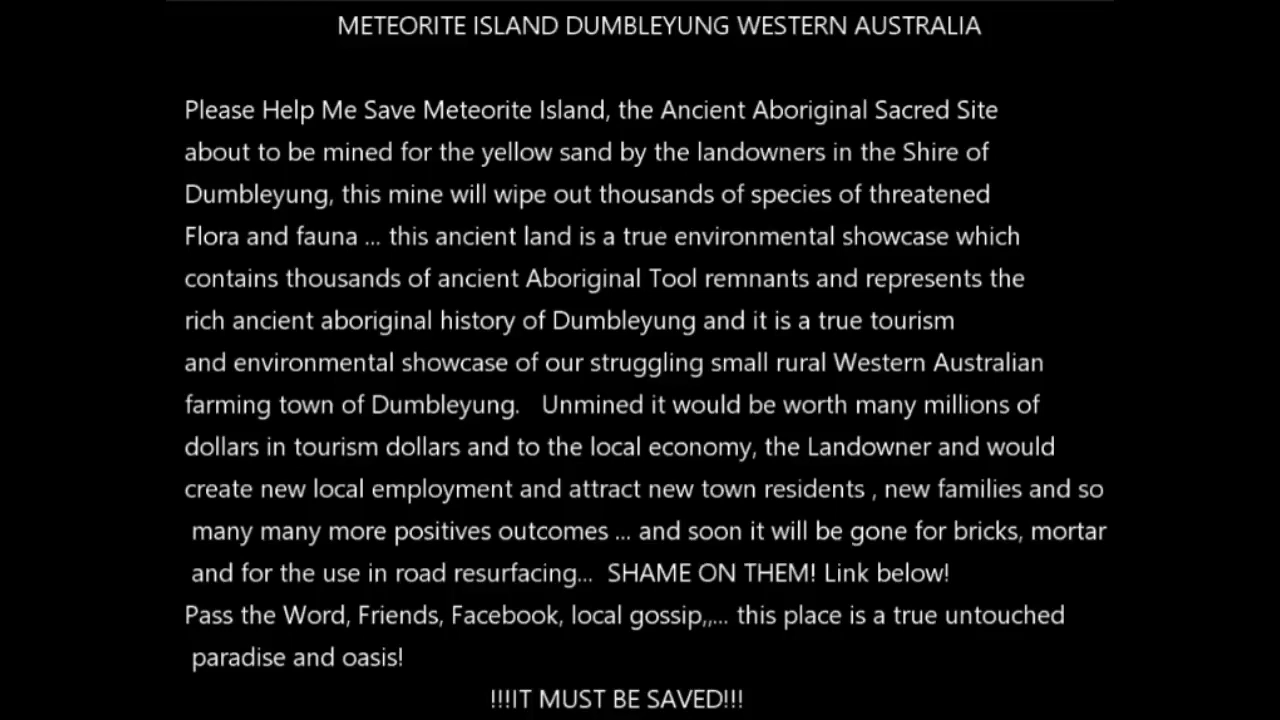 METEORITE ISLAND DUMBLEYUNG WESTERN AUSTRALIA
Please Help Me Save Meteorite Island, the Ancient Aboriginal Sacred Site
about to be mined for the yellow sand by the landowners in the Shire of
Dumbleyung, this mine will wipe out thousands of species of threatened
Flora and fauna ... this ancient land is a true environmental showcase which
contains thousands of ancient Aboriginal Tool remnants and represents the
rich ancient aboriginal history of Dumbleyung and it is a true tourism
and environmental showcase of our struggling small rural Western Australian
farming town of Dumbleyung.   Unmined it would be worth many millions of
dollars in tourism dollars and to the local economy, the Landowner and would
create new local employment and attract new town residents , new families and so
many many more positives outcomes ... and soon it will be gone for bricks, mortar
and for the use in road resurfacing...  SHAME ON THEM! Link below!
Pass the Word, Friends, Facebook, local gossip,,... this place is a true untouched
paradise and oasis!
!!!IT MUST BE SAVED!!!